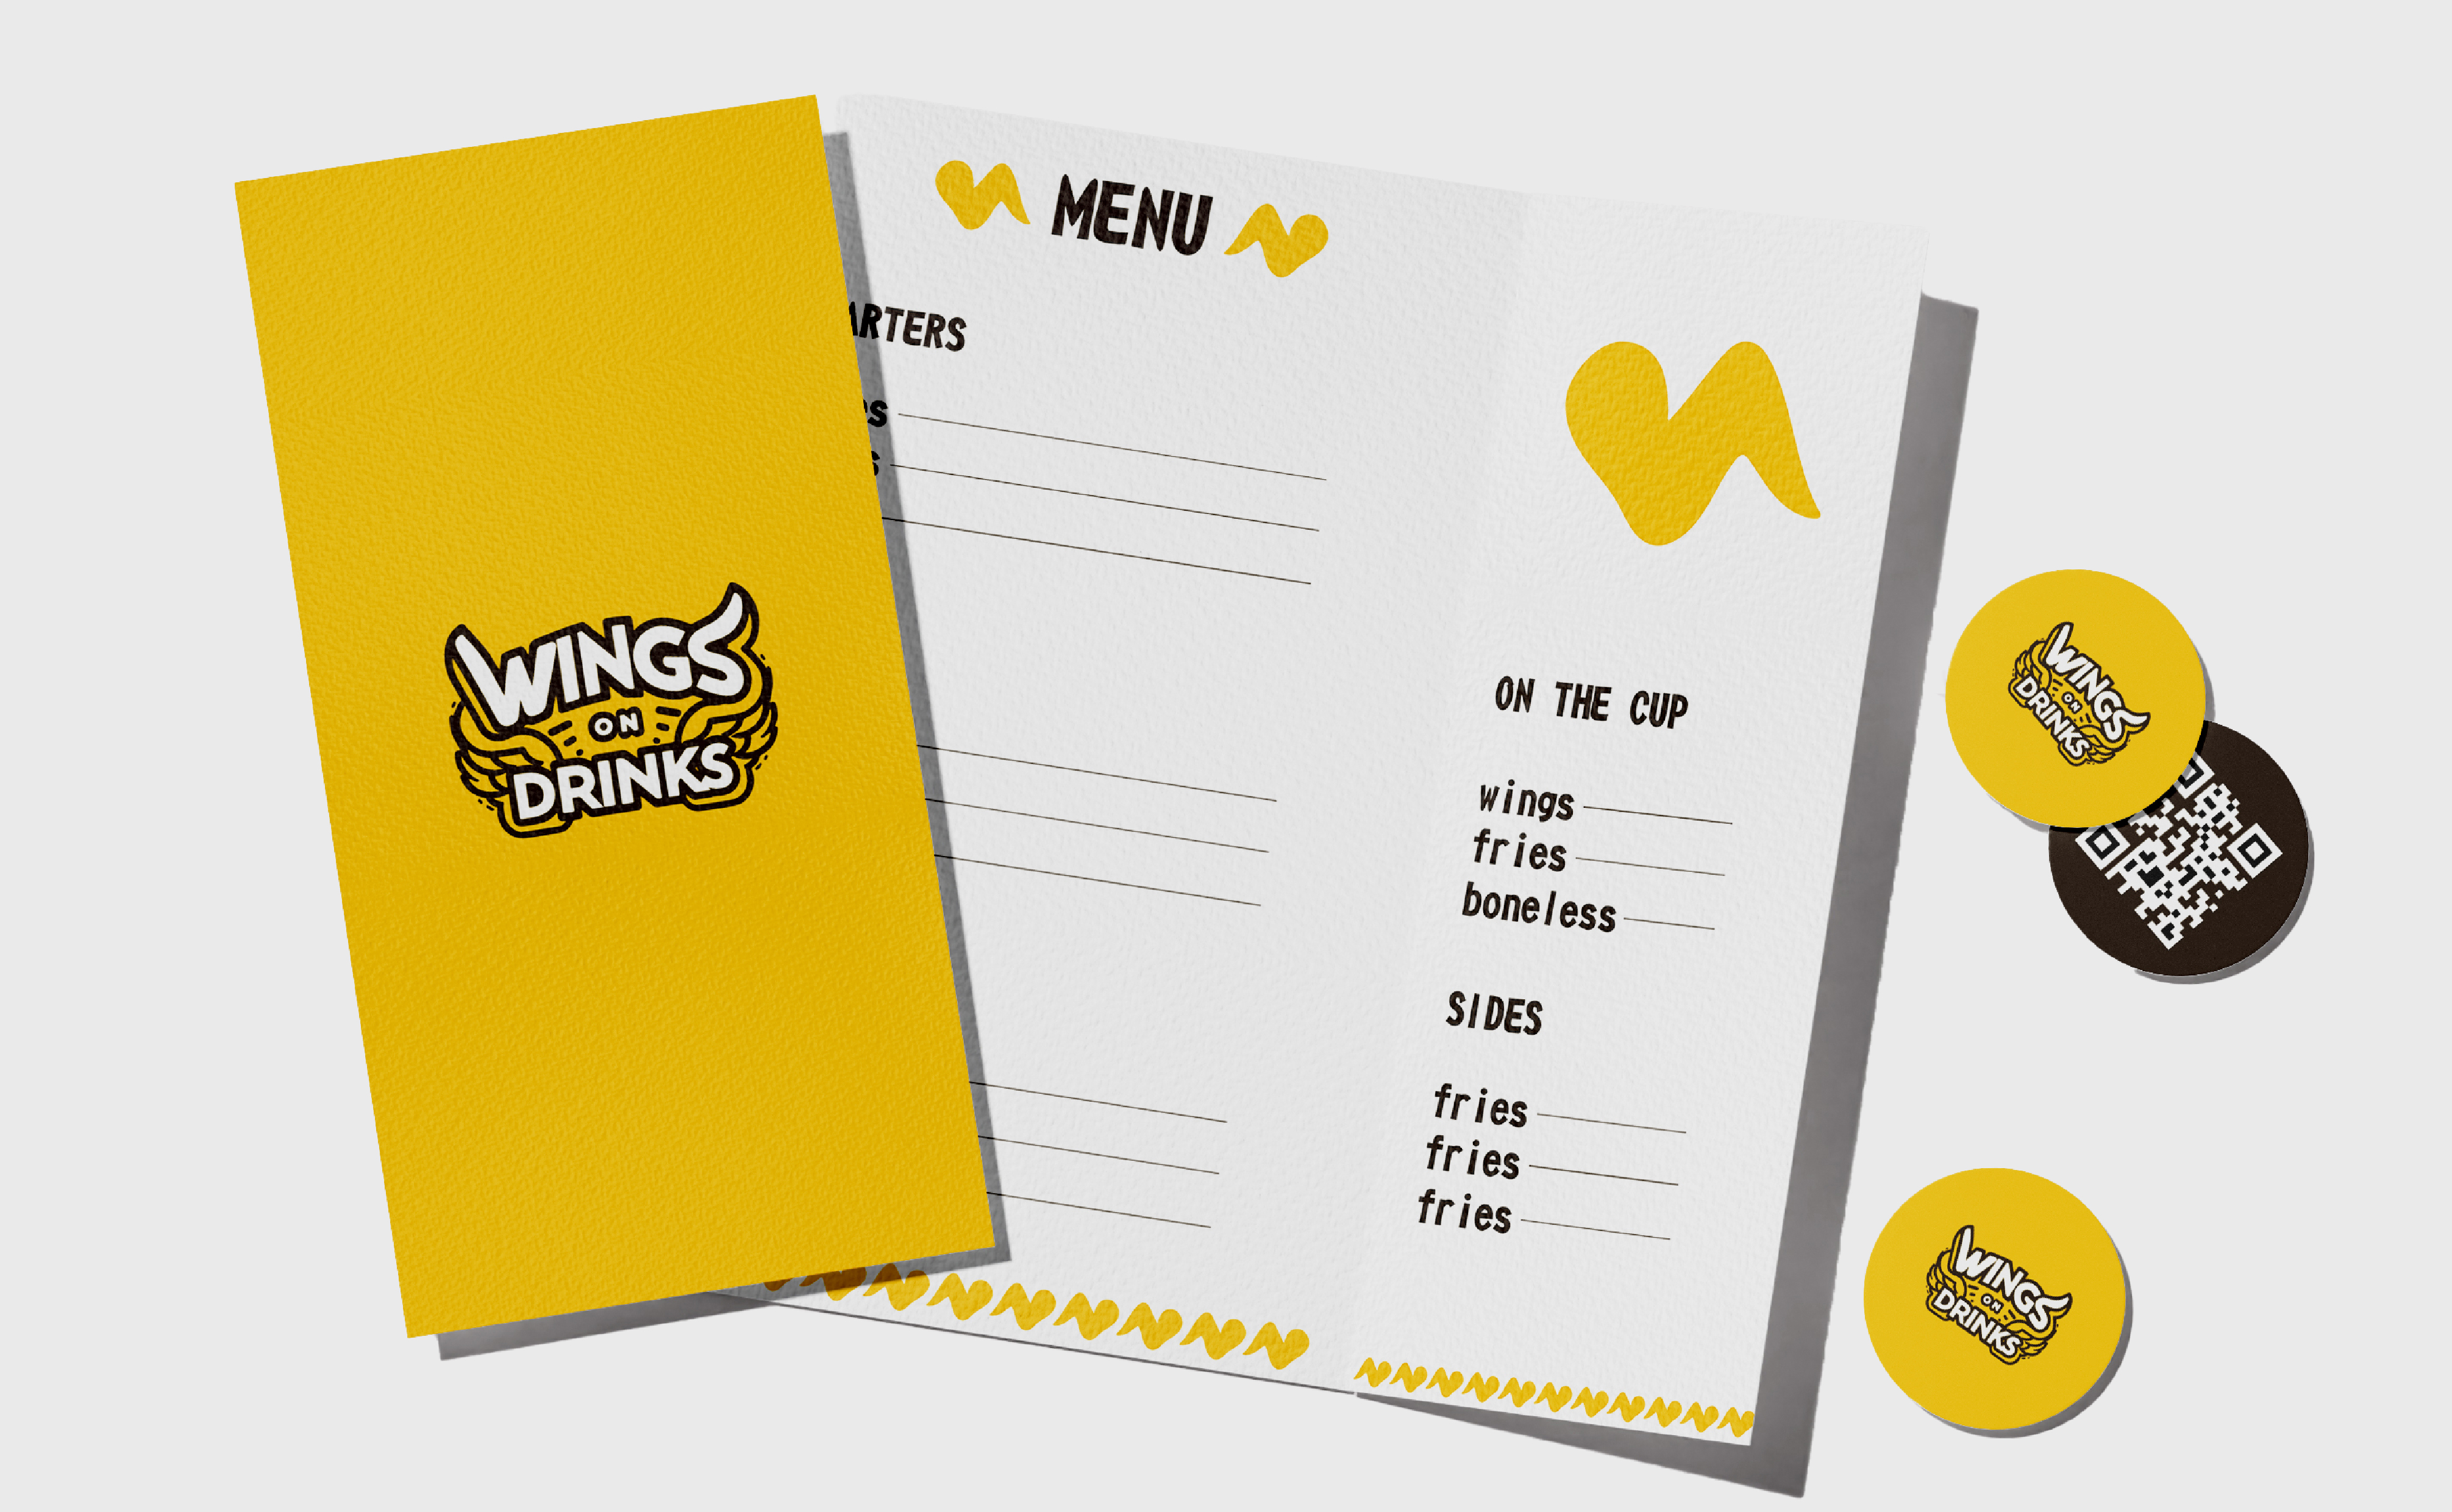 WINGS
ON
DRINKS
MENU
ARTERS
s
s
ON THE CUP
wings
fries
boneless
SIDES
fries
fries
fries
WINGS
ON
DRINKS
WINGS
ON
DRINKS